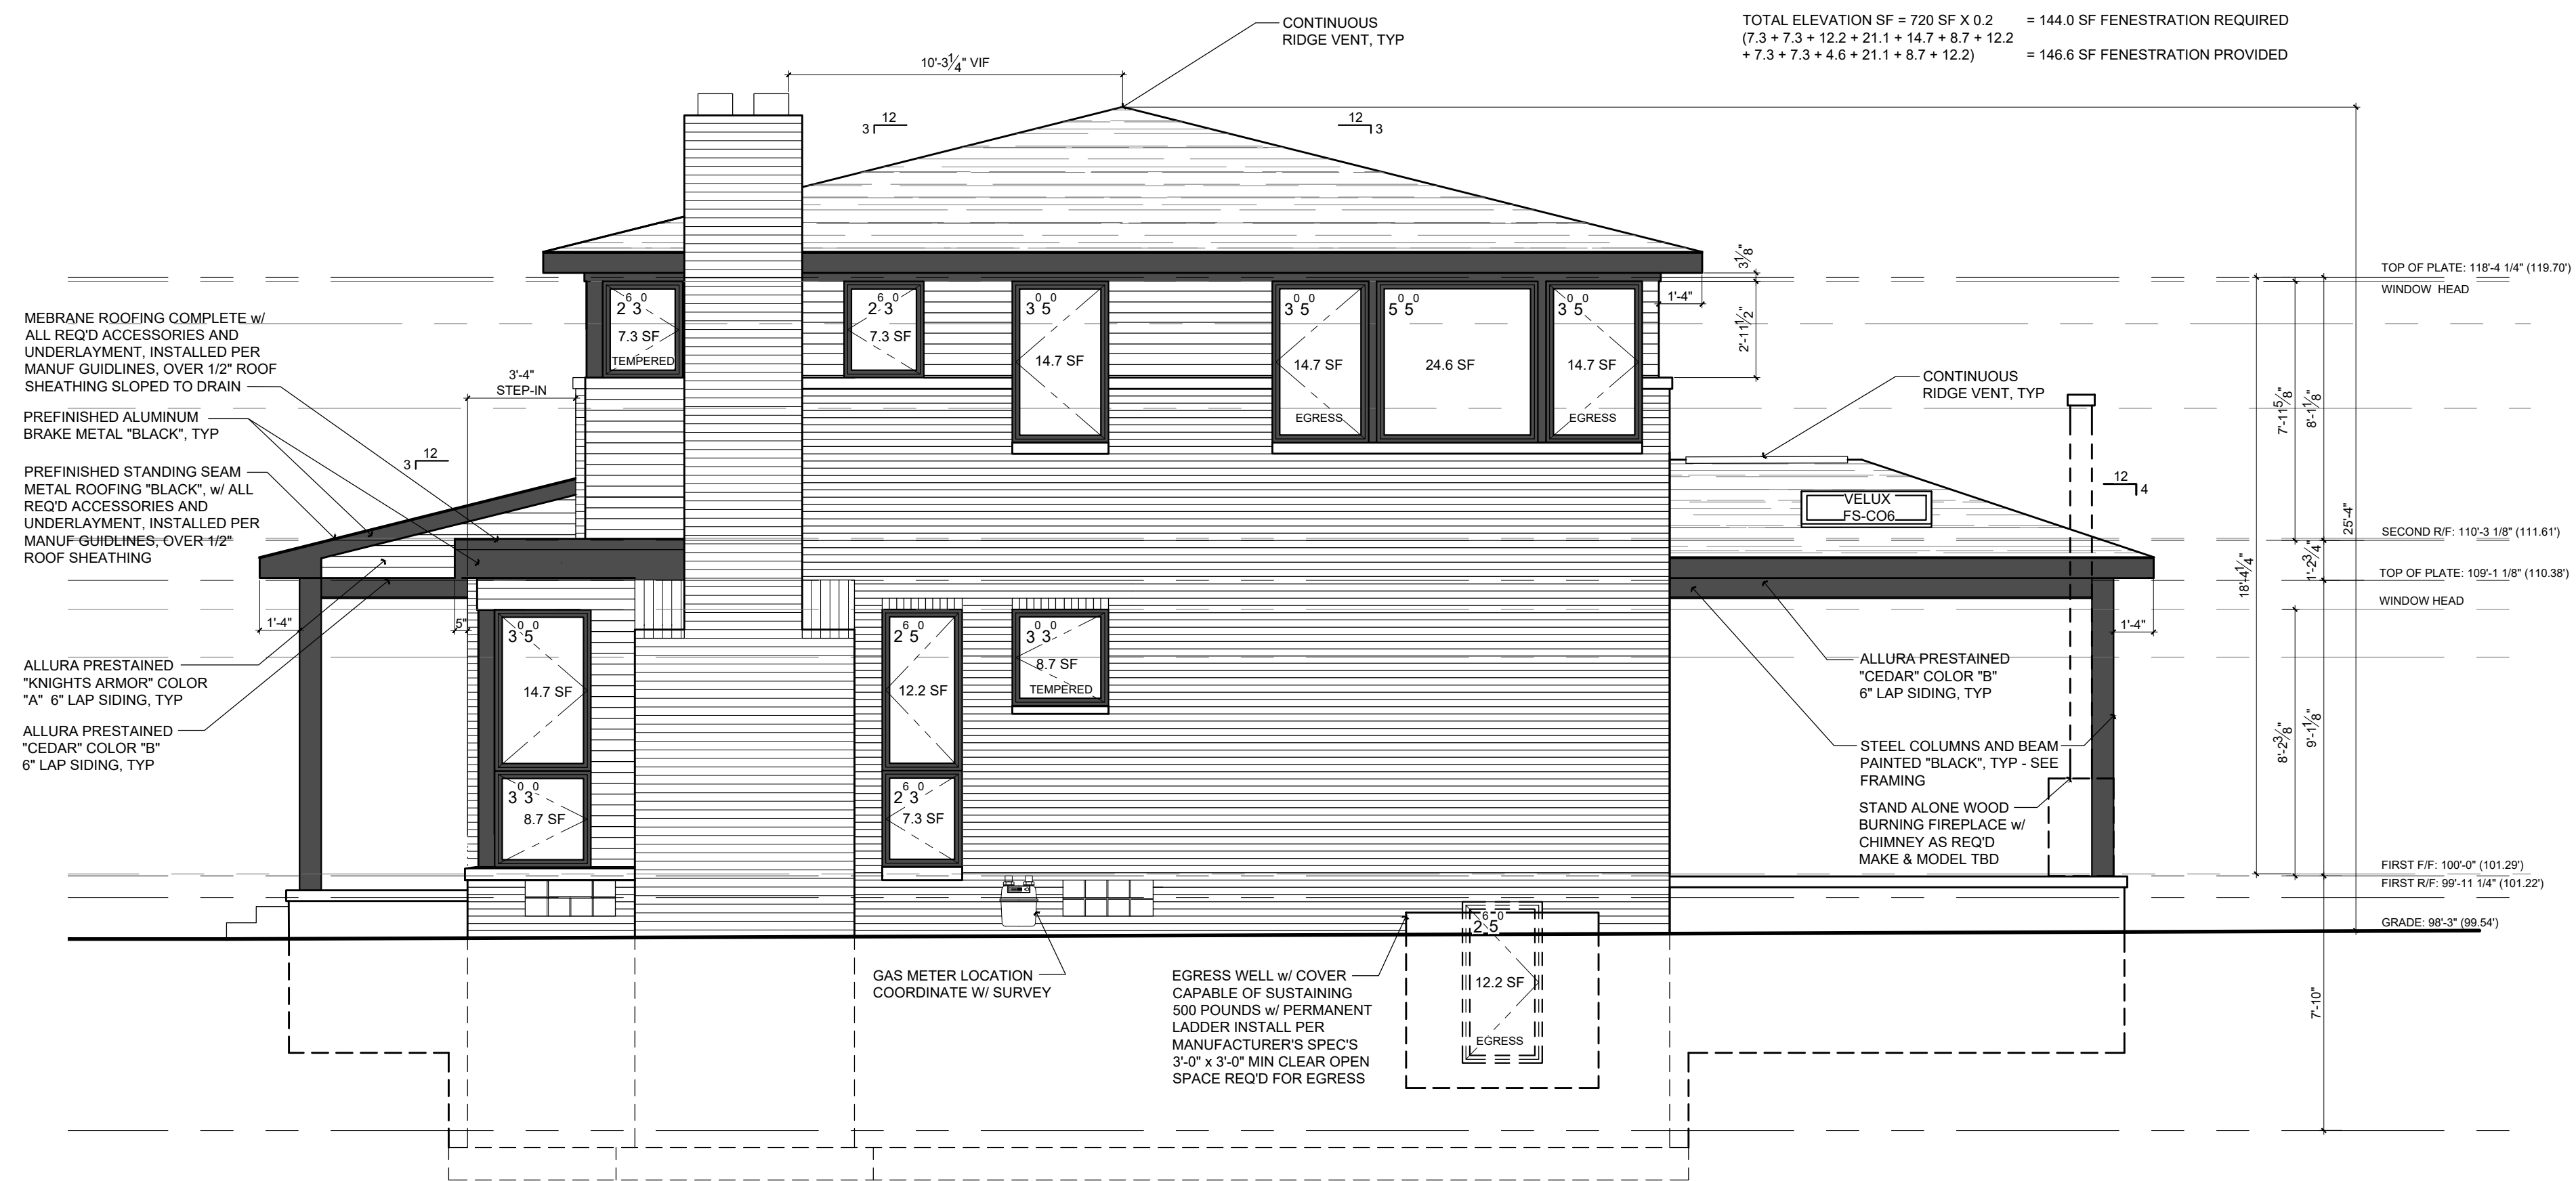 CONTINUOUS
RIDGE VENT, TYP
TOTAL ELEVATION SF = 720 SF X 0.2 = 144.0 SF FENESTRATION REQUIRED
(7.3 + 7.3 + 12.2 + 21.1 + 14.7 + 8.7 + 12.2
+ 7.3 + 7.3 + 4.6 + 21.1 + 8.7 + 12.2) = 146.6 SF FENESTRATION PROVIDED
10'-3 1/4" VIF
12
3
12
3
3 1/8"
1'-4"
2'-11 1/2"
TOP OF PLATE: 118'-4 1/4" (119.70')
WINDOW HEAD
2 6 3 0
7.3 SF
TEMPERED
2 6 3 0
7.3 SF
3 0 5 0
14.7 SF
3 0 5 0
14.7 SF
EGRESS
5 0 5 0
24.6 SF
3 0 5 0
14.7 SF
EGRESS
MEBRANE ROOFING COMPLETE w/
ALL REQ'D ACCESSORIES AND
UNDERLAYMENT, INSTALLED PER
MANUF GUIDLINES, OVER 1/2" ROOF
SHEATHING SLOPED TO DRAIN
3'-4"
STEP-IN
PREFINISHED ALUMINUM
BRAKE METAL "BLACK", TYP
12
3
PREFINISHED STANDING SEAM
METAL ROOFING "BLACK", w/ ALL
REQ'D ACCESSORIES AND
UNDERLAYMENT, INSTALLED PER
MANUF GUIDLINES, OVER 1/2"
ROOF SHEATHING
CONTINUOUS
RIDGE VENT, TYP
12
4
VELUX
FS-CO6
7'-11 5/8"
8'-1 1/8"
25'-4"
SECOND R/F: 110'-3 1/8" (111.61')
1'-2 3/4"
18'-4 1/4"
TOP OF PLATE: 109'-1 1/8" (110.38')
WINDOW HEAD
1'-4"
5"
1'-4"
3 0 5 0
14.7 SF
3 0 3 0
8.7 SF
2 6 5 0
12.2 SF
2 6 3 0
7.3 SF
3 0 3 0
8.7 SF
TEMPERED
ALLURA PRESTAINED
"KNIGHTS ARMOR" COLOR
"A" 6" LAP SIDING, TYP
ALLURA PRESTAINED
"CEDAR" COLOR "B"
6" LAP SIDING, TYP
ALLURA PRESTAINED
"CEDAR" COLOR "B"
6" LAP SIDING, TYP
STEEL COLUMNS AND BEAM
PAINTED "BLACK", TYP - SEE
FRAMING
STAND ALONE WOOD
BURNING FIREPLACE w/
CHIMNEY AS REQ'D
MAKE & MODEL TBD
8'-2 3/8"
9'-1 1/8"
FIRST F/F: 100'-0" (101.29')
FIRST R/F: 99'-11 1/4" (101.22')
GRADE: 98'-3" (99.54')
7'-10"
GAS METER LOCATION
COORDINATE W/ SURVEY
EGRESS WELL w/ COVER
CAPABLE OF SUSTAINING
500 POUNDS w/ PERMANENT
LADDER INSTALL PER
MANUFACTURER'S SPEC'S
3'-0" x 3'-0" MIN CLEAR OPEN
SPACE REQ'D FOR EGRESS
2 6 5 0
12.2 SF
EGRESS